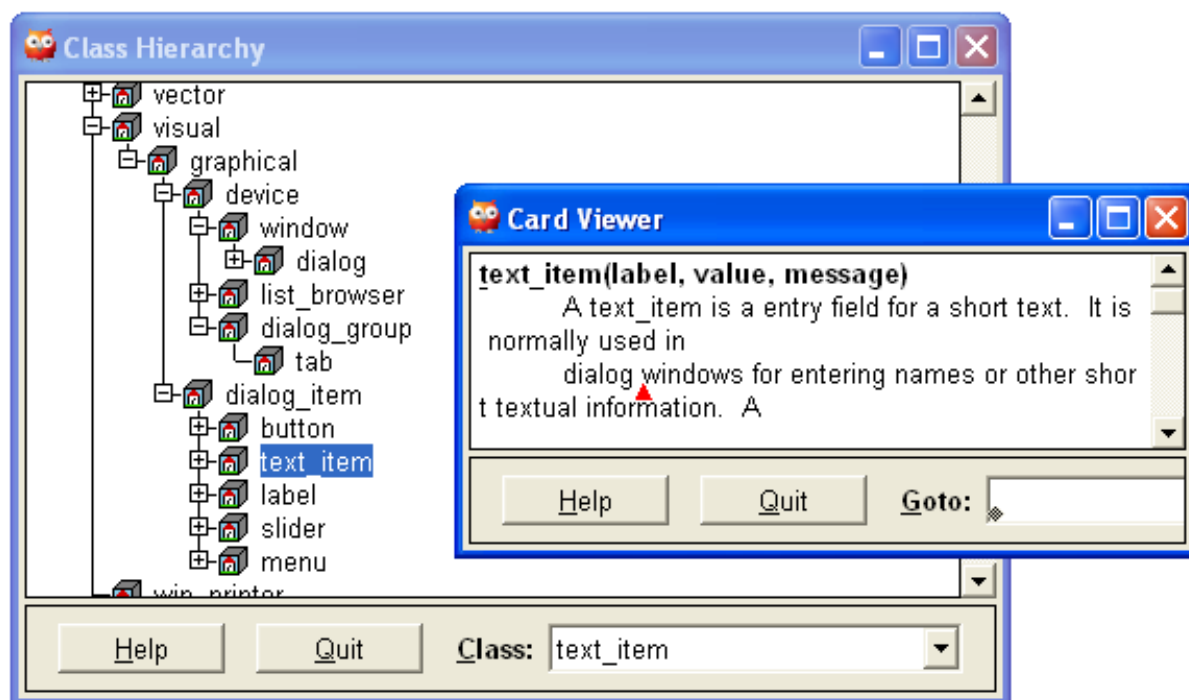 Class Hierarchy
vector
visual
graphical
device
window
dialog
list_browser
dialog_group
tab
dialog_item
button
text_item
label
slider
menu
win_printer
Help
Quit
Class:
text_item
Card Viewer
text_item(label, value, message)
A text_item is a entry field for a short text. It is
normally used in
dialog windows for entering names or other shor
t textual information. A
Help
Quit
Goto: